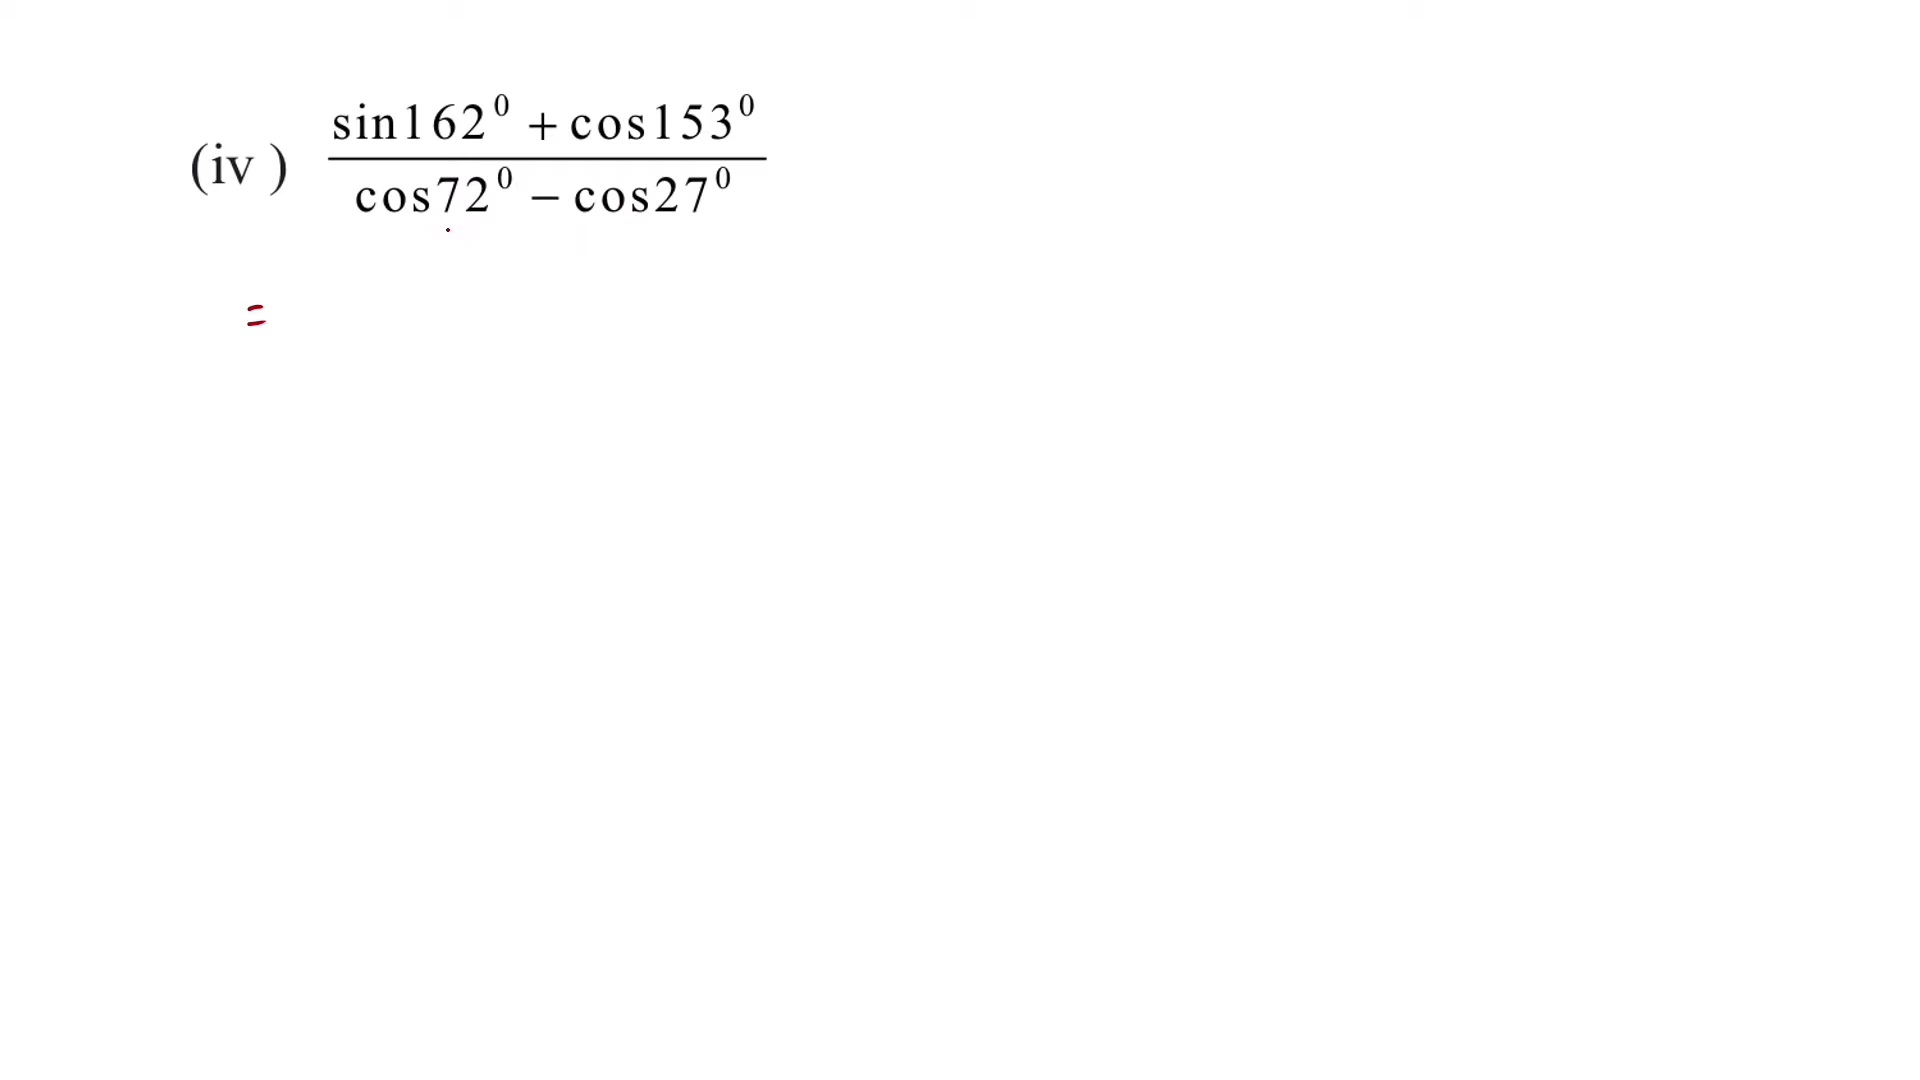 (iv ) sin162⁰ + cos153⁰
cos72⁰ − cos27⁰
=